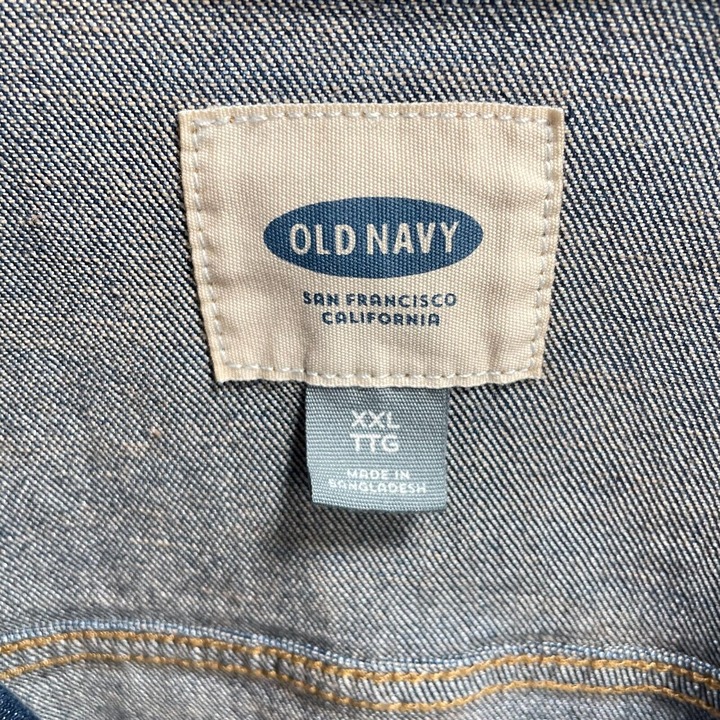 OLD NAVY
SAN FRANCISCO
CALIFORNIA
XXL
TTG
MADE IN
BANGLADESH